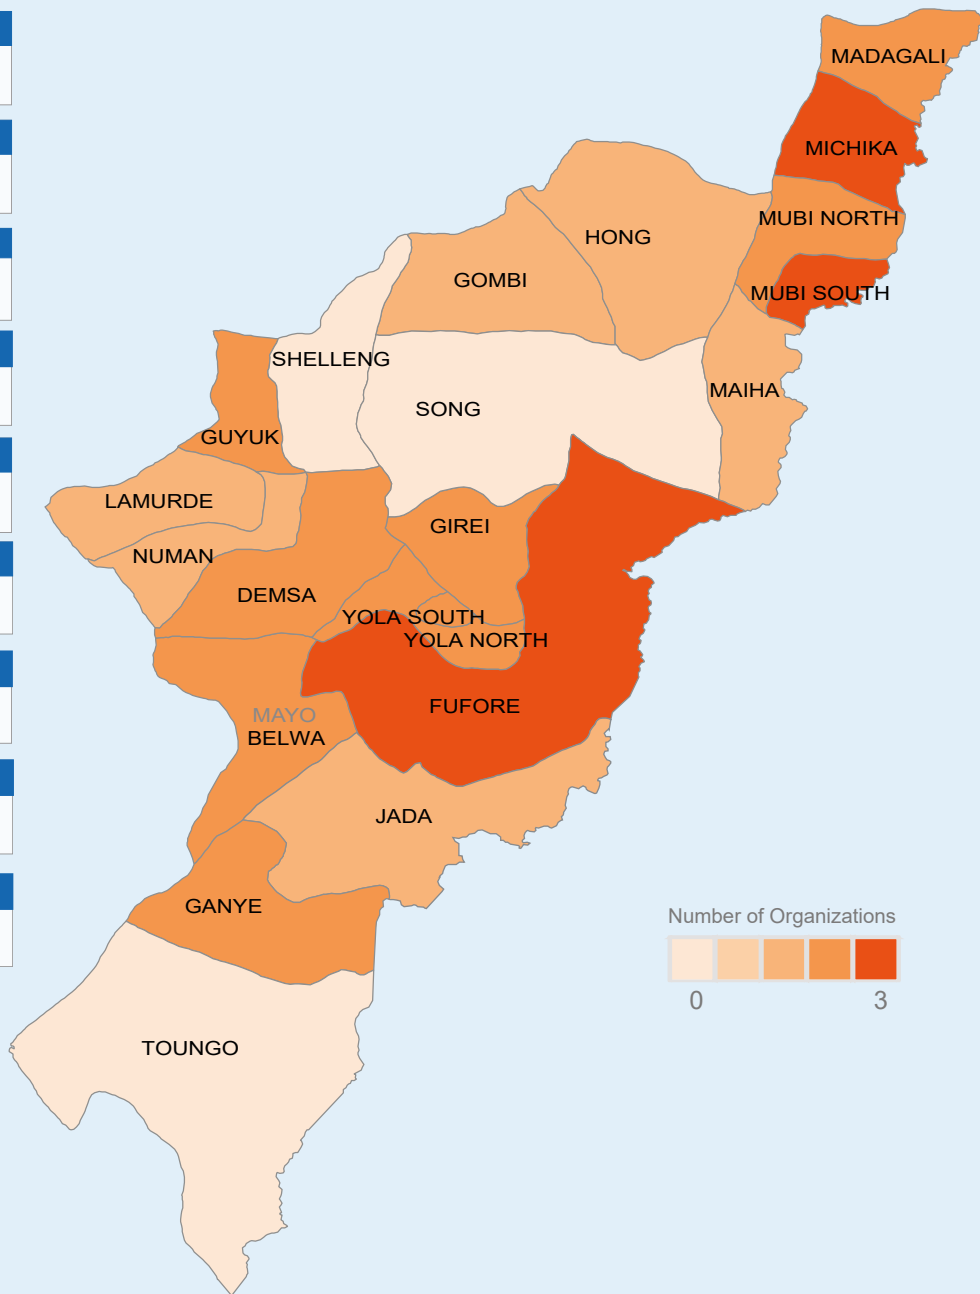 MADAGALI
MICHIKA
MUBI NORTH
HONG
GOMBI
MUBI SOUTH
SHELLENG
MAIHA
SONG
GUYUK
LAMURDE
GIREI
NUMAN
DEMSA
YOLA SOUTH
YOLA NORTH
FUFORE
MAYO
BELWA
JADA
GANYE
Number of Organizations
0 3
TOUNGO